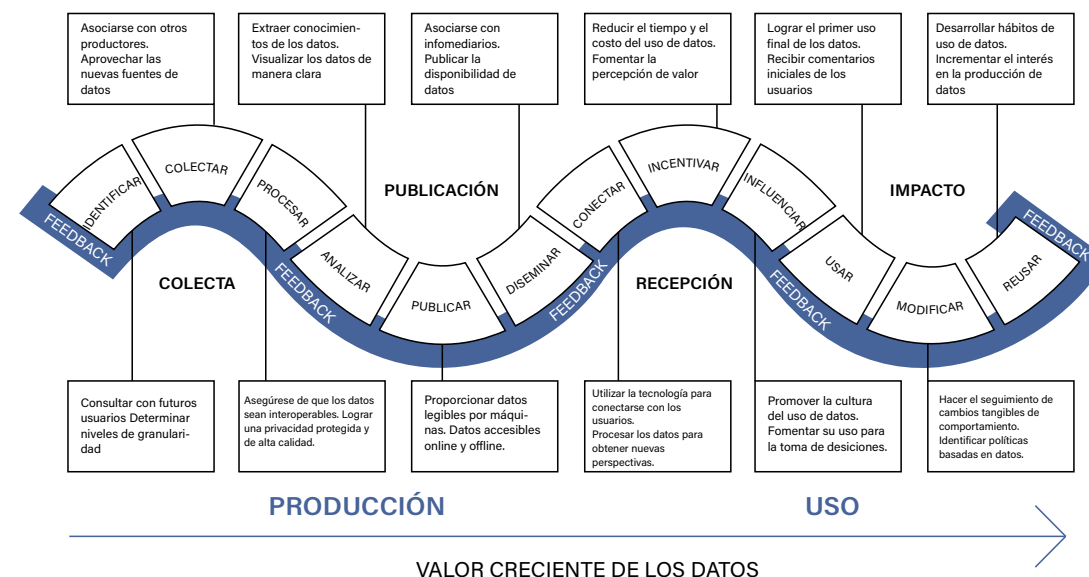 Asociarse con otros
productores.
Aprovechar las
nuevas fuentes de
datos
Extraer conocimien-
tos de los datos.
Visualizar los datos de
manera clara
Asociarse con
infomediarios.
Publicar la
disponibilidad de
datos
Reducir el tiempo y el
costo del uso de datos.
Fomentar la
percepción de valor
Lograr el primer uso
final de los datos.
Recibir comentarios
iniciales de los
usuarios
Desarrollar hábitos de
uso de datos.
Incrementar el interés
en la producción de
datos
IDENTIFICAR
COLECTAR
PROCESAR
ANALIZAR
PUBLICAR
DISEMINAR
CONECTAR
INCENTIVAR
INFLUENCIAR
USAR
MODIFICAR
REUSAR
FEEDBACK
FEEDBACK
FEEDBACK
FEEDBACK
FEEDBACK
COLECTA
PUBLICACIÓN
RECEPCIÓN
IMPACTO
Consultar con futuros
usuarios Determinar
niveles de granulari-
dad
Asegúrese de que los datos
sean interoperables. Lograr
una privacidad protegida y
de alta calidad.
Proporcionar datos
legibles por máqui-
nas. Datos accesibles
online y offline.
Utilizar la tecnología para
conectarse con los
usuarios.
Procesar los datos para
obtener nuevas
perspectivas.
Promover la cultura
del uso de datos.
Fomentar su uso para
la toma de desiciones.
Hacer el seguimiento de
cambios tangibles de
comportamiento.
Identificar políticas
basadas en datos.
PRODUCCIÓN
USO
VALOR CRECIENTE DE LOS DATOS